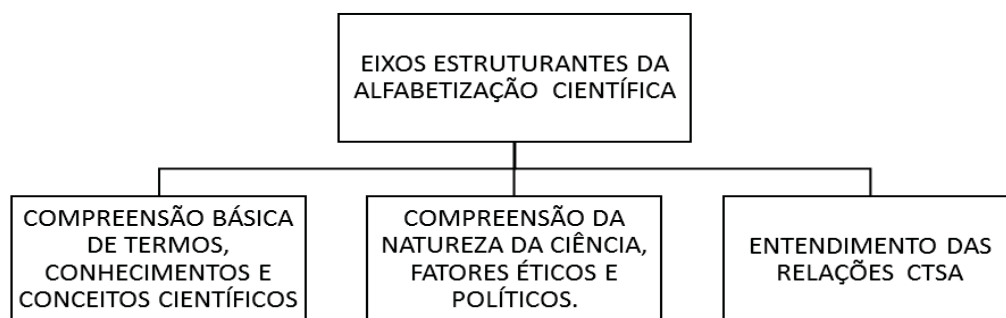 EIXOS ESTRUTURANTES DA
ALFABETIZAÇÃO CIENTÍFICA
COMPREENSÃO BÁSICA
DE TERMOS,
CONHECIMENTOS E
CONCEITOS CIENTÍFICOS
COMPREENSÃO DA
NATUREZA DA CIÊNCIA,
FATORES ÉTICOS E
POLÍTICOS.
ENTENDIMENTO DAS
RELAÇÕES CTSA